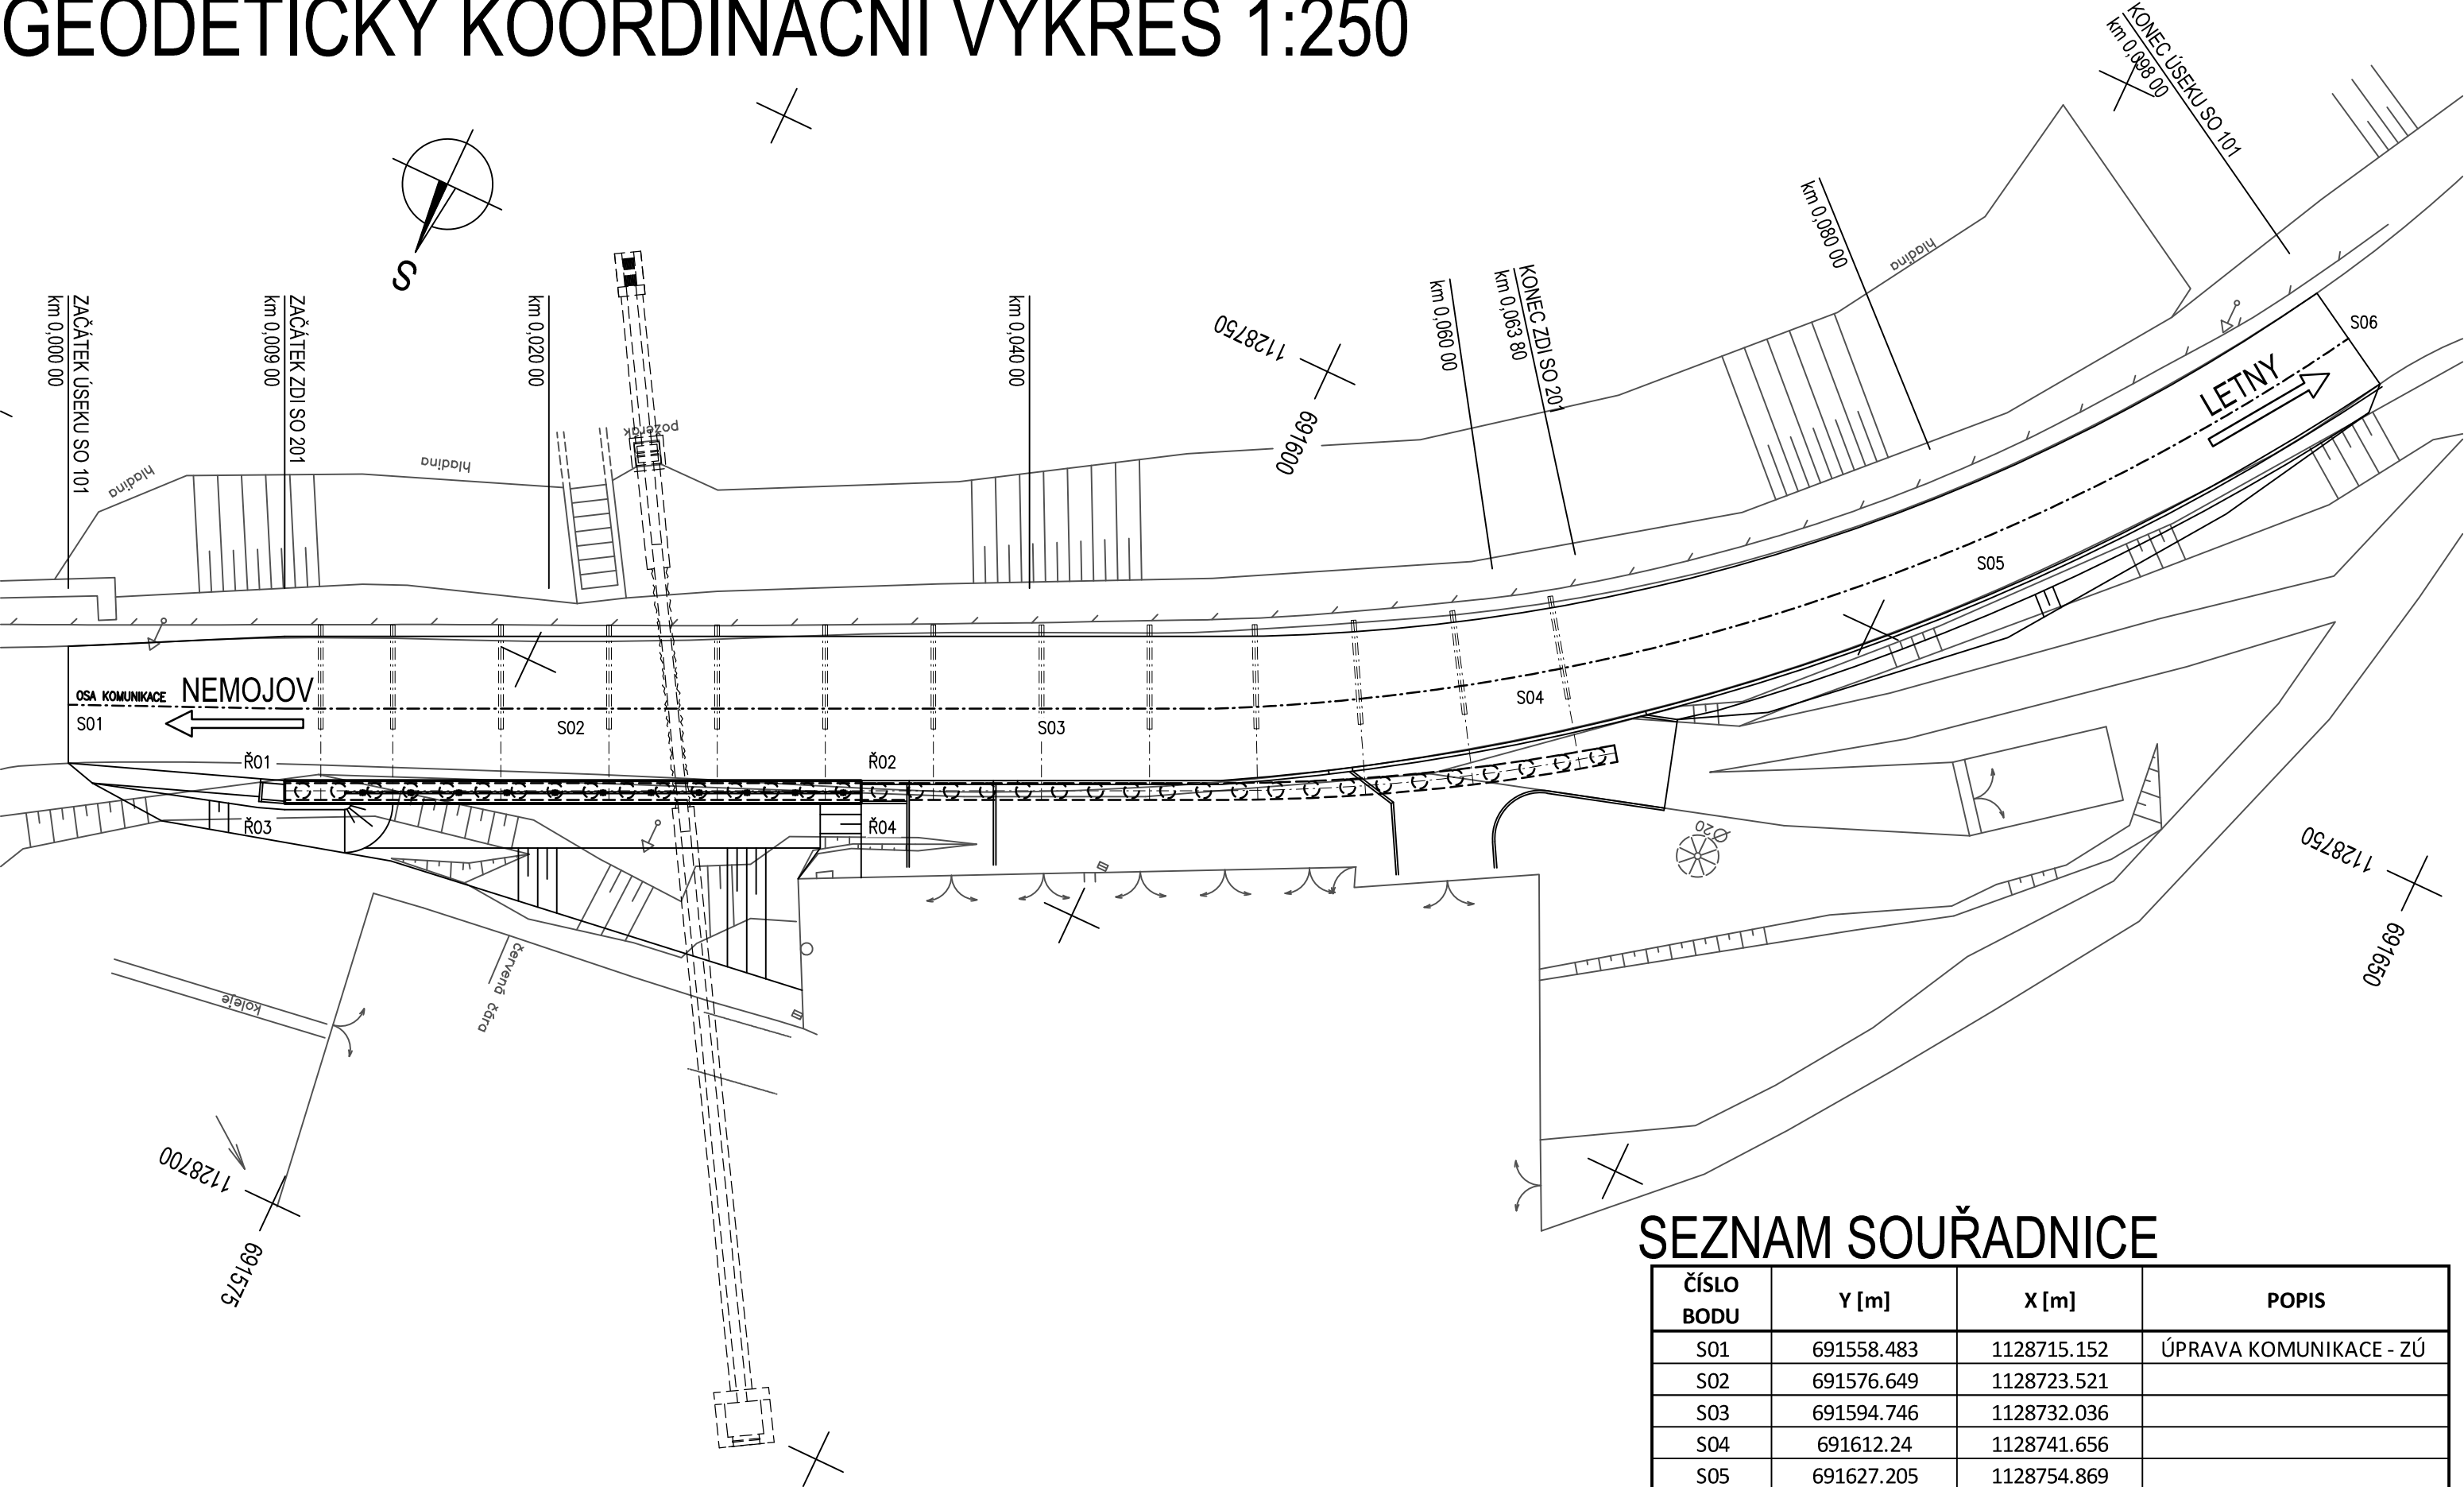 GEODETICKÝ KOORDINAČNÍ VÝKRES 1:250
KONEC ÚSEKU SO 101
km 0,098 00
km 0,080 00
hladina
S
ZAČÁTEK ÚSEKU SO 101
km 0,000 00
ZAČÁTEK ZDI SO 201
km 0,009 00
km 0,020 00
km 0,040 00
1128750
691600
km 0,060 00
KONEC ZDI SO 201
km 0,063 80
S06
LETNY
hladina
hladina
požerák
S05
OSA KOMUNIKACE
NEMOJOV
S01
S02
S03
S04
Ř01
Ř02
Ř03
Ř04
Ø20
1128750
691650
červená čára
koleje
1128700
691575
SEZNAM SOUŘADNICE
ČÍSLO BODU Y [m] X [m] POPIS
S01 691558.483 1128715.152 ÚPRAVA KOMUNIKACE - ZÚ
S02 691576.649 1128723.521
S03 691594.746 1128732.036
S04 691612.24 1128741.656
S05 691627.205 1128754.869